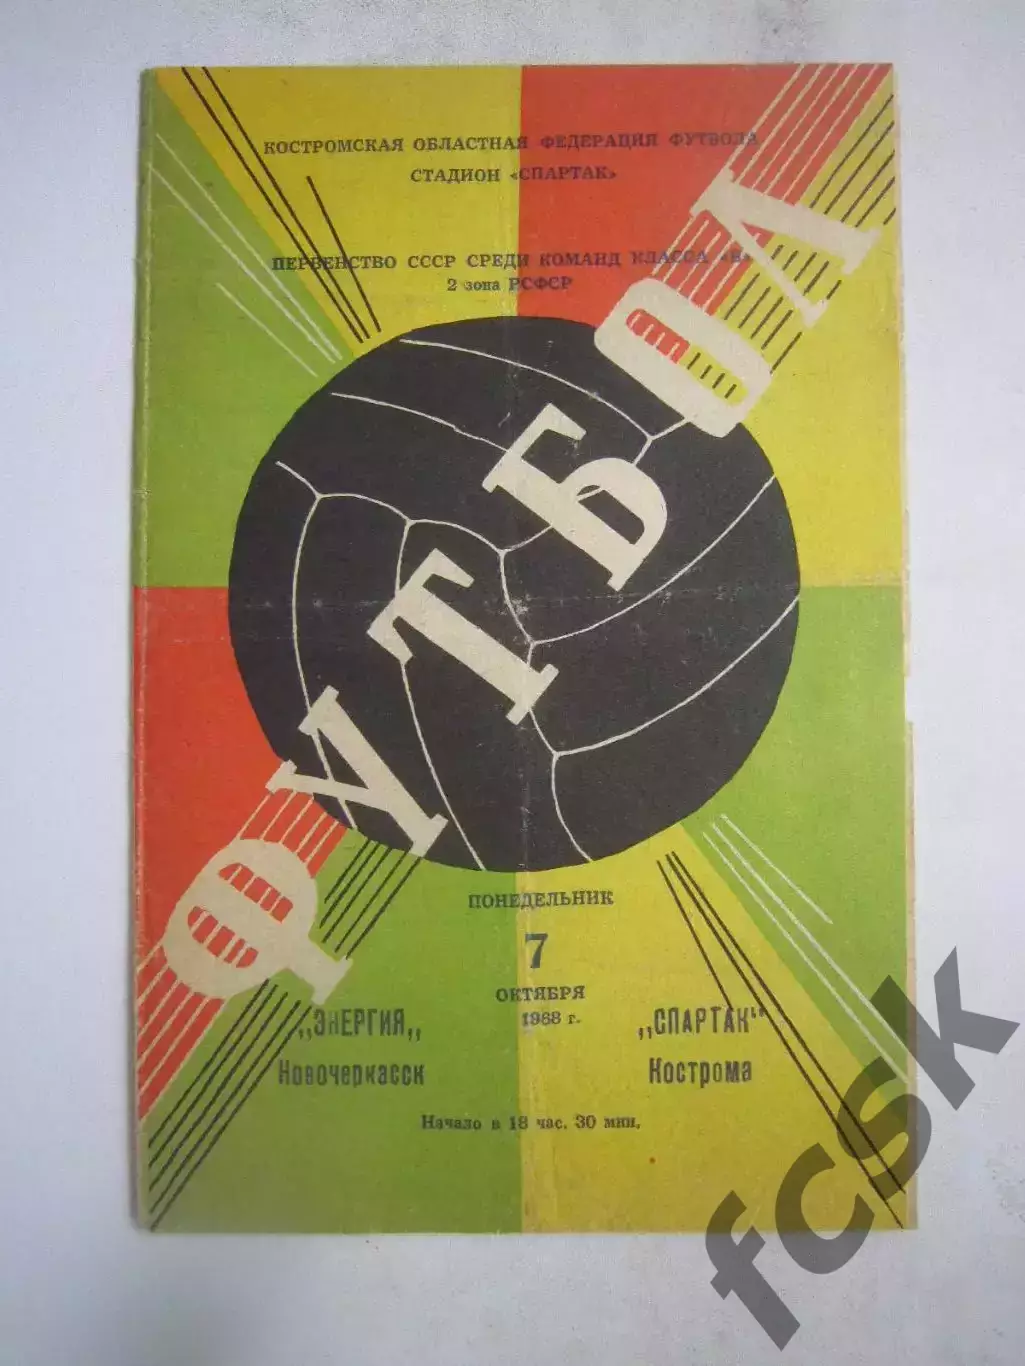 КОСТРОМСКАЯ ОБЛАСТНАЯ ФЕДЕРАЦИЯ ФУТБОЛА
СТАДИОН «СПАРТАК»
ПЕРВЕНСТВО СССР СРЕДИ КОМАНД КЛАССА «Б»
2 зона РСФСР
ФУТБОЛ
ПОНЕДЕЛЬНИК
7
ОКТЯБРЯ
1968 г.
„ЭНЕРГИЯ„
Новочеркасск
„СПАРТАК"
Кострома
Начало в 18 час. 30 мин.
fcsk